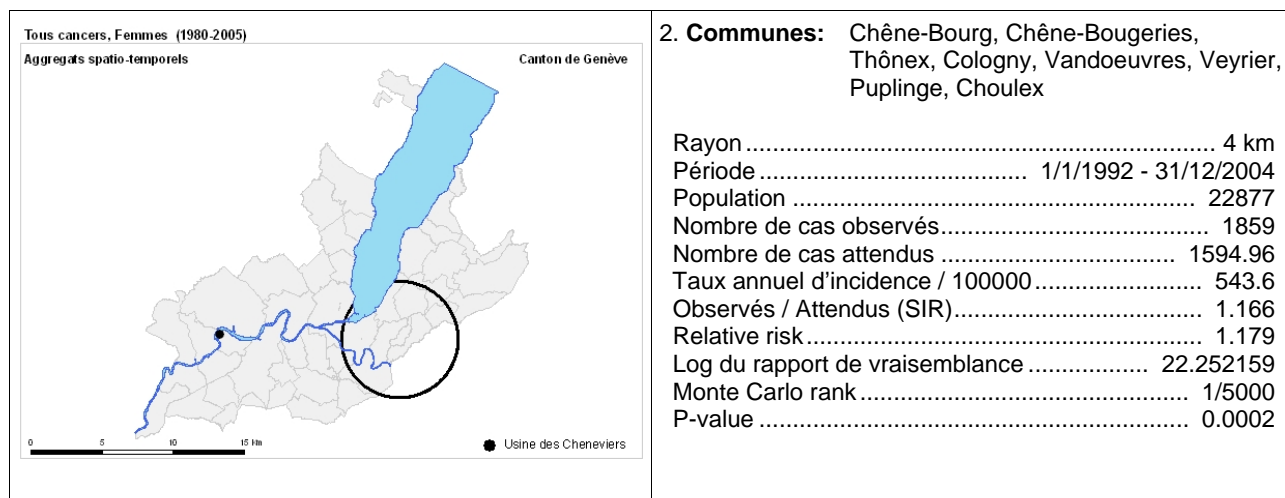 Tous cancers, Femmes (1980-2005)
Aggregats spatio-temporels
Canton de Genève
0 5 10 15 Km
Usine des Cheneviers
2. Communes: Chêne-Bourg, Chêne-Bougeries,
Thônex, Cologny, Vandoeuvres, Veyrier,
Puplinge, Choulex
Rayon ........................................................................ 4 km
Période ......................................... 1/1/1992 - 31/12/2004
Population .............................................................. 22877
Nombre de cas observés......................................... 1859
Nombre de cas attendus .................................... 1594.96
Taux annuel d’incidence / 100000.......................... 543.6
Observés / Attendus (SIR)...................................... 1.166
Relative risk............................................................. 1.179
Log du rapport de vraisemblance .................. 22.252159
Monte Carlo rank .................................................. 1/5000
P-value .................................................................. 0.0002